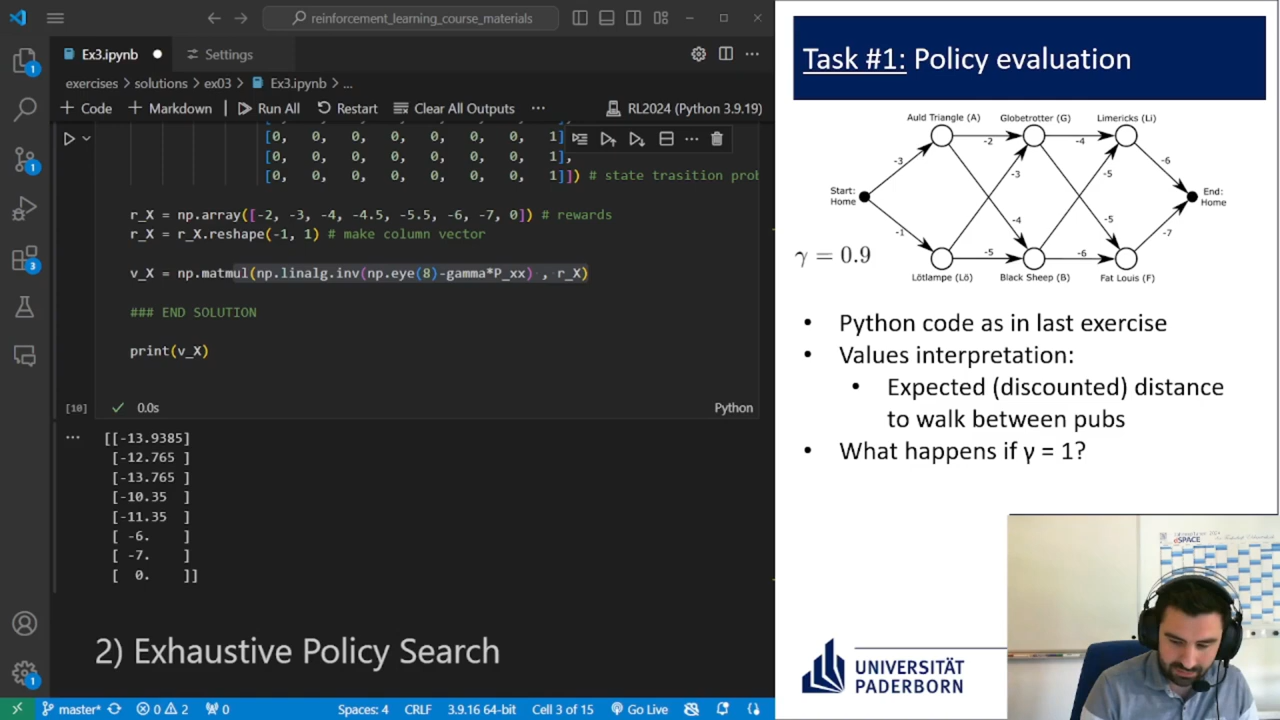 reinforcement_learning_course_materials
Ex3.ipynb
Settings
exercises > solutions > ex03 > Ex3.ipynb > ...
+ Code + Markdown Run All Restart Clear All Outputs ... RL2024 (Python 3.9.19)
[0, 0, 0, 0, 0, 0, 0, 1]
[0, 0, 0, 0, 0, 0, 0, 1],
[0, 0, 0, 0, 0, 0, 0, 1]]) # state trasition prob
r_X = np.array([-2, -3, -4, -4.5, -5.5, -6, -7, 0]) # rewards
r_X = r_X.reshape(-1, 1) # make column vector
v_X = np.matmul(np.linalg.inv(np.eye(8)-gamma*P_xx) , r_X)
### END SOLUTION
print(v_X)
[10] 0.0s Python
[[-13.9385]
[-12.765 ]
[-13.765 ]
[-10.35 ]
[-11.35 ]
[ -6. ]
[ -7. ]
[ 0. ]]
2) Exhaustive Policy Search
master* 0 2 0 Spaces: 4 CRLF 3.9.16 64-bit Cell 3 of 15 Go Live
1
1
3
1
Task #1: Policy evaluation
Auld Triangle (A) Globetrotter (G) Limericks (Li)
-2 -4
-3 -3 -5 -6
Start:
Home
End:
Home
-1 -4 -5 -7
-5 -6
Lötlampe (Lö) Black Sheep (B) Fat Louis (F)
γ = 0.9
• Python code as in last exercise
• Values interpretation:
• Expected (discounted) distance
to walk between pubs
• What happens if γ = 1?
UNIVERSITÄT
PADERBORN
dSPACE